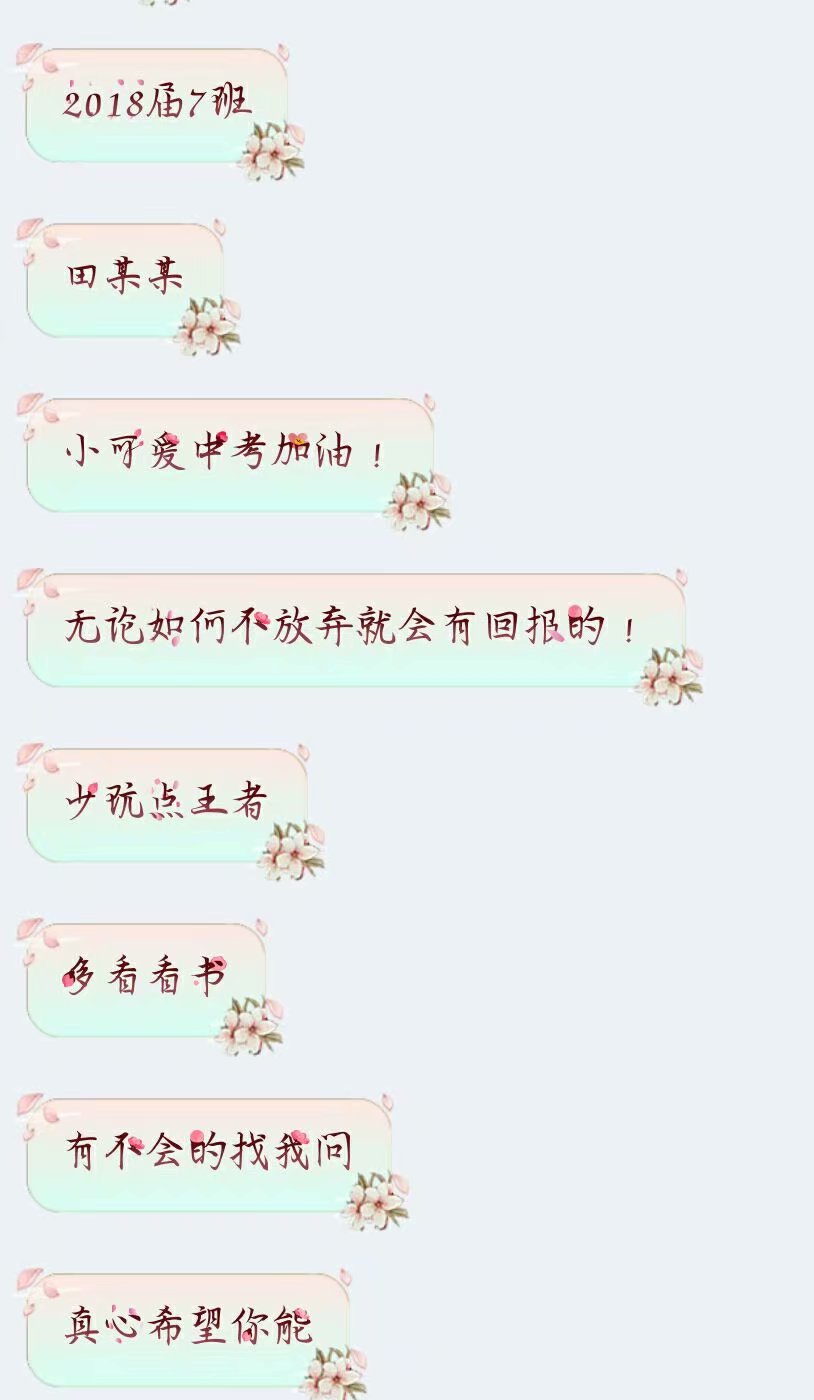 2018届7班
田某某
小可爱中考加油！
无论如何不放弃就会有回报的！
少玩点王者
多看看书
有不会的找我问
真心希望你能